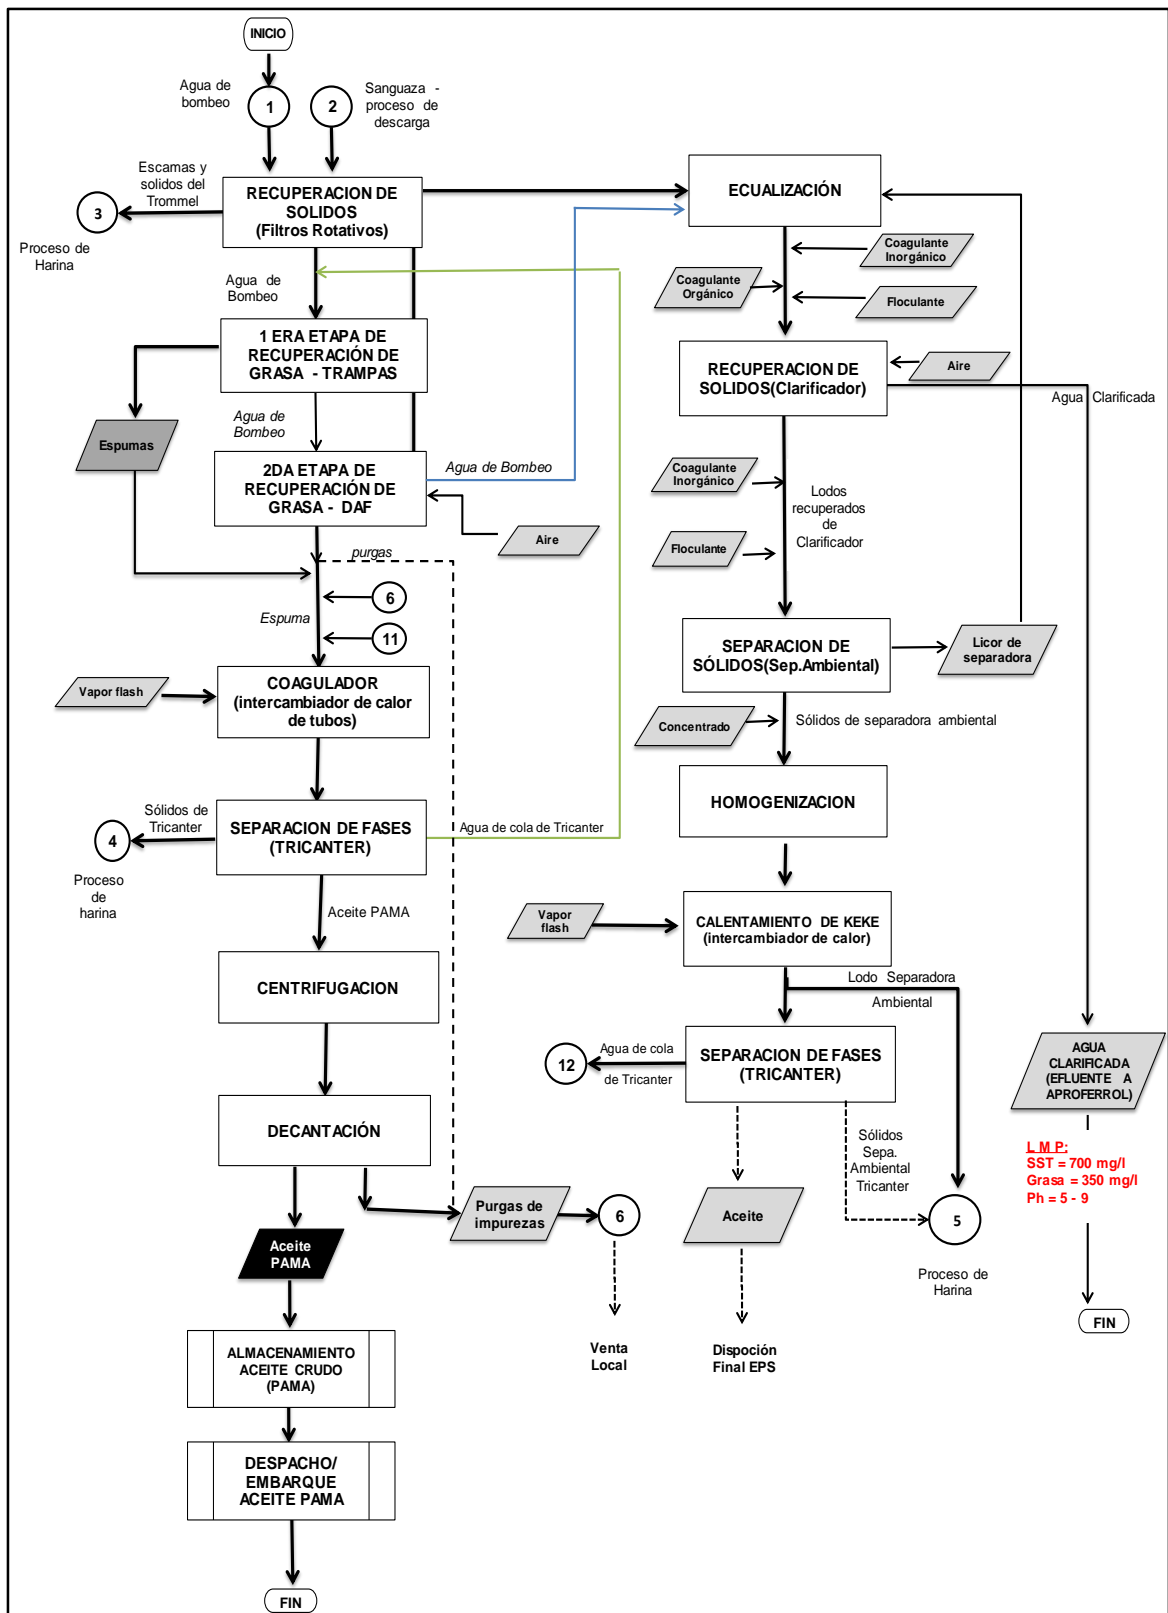 INICIO
Agua de
bombeo
1
2
Sanguaza -
proceso de
descarga
Escamas y
solidos del
Trommel
3
Proceso de
Harina
RECUPERACION DE
SOLIDOS
(Filtros Rotativos)
Agua de
Bombeo
1 ERA ETAPA DE
RECUPERACIÓN DE
GRASA - TRAMPAS
Espumas
Agua de
Bombeo
2DA ETAPA DE
RECUPERACIÓN DE
GRASA - DAF
Agua de Bombeo
Aire
purgas
6
Espuma
11
Vapor flash
COAGULADOR
(intercambiador de calor
de tubos)
Sólidos de
Tricanter
4
Proceso
de
harina
SEPARACION DE FASES
(TRICANTER)
Agua de cola de Tricanter
Aceite PAMA
CENTRIFUGACION
DECANTACIÓN
Purgas de
impurezas
6
Venta
Local
Aceite
PAMA
ALMACENAMIENTO
ACEITE CRUDO
(PAMA)
DESPACHO/
EMBARQUE
ACEITE PAMA
FIN
ECUALIZACIÓN
Coagulante
Inorgánico
Coagulante
Orgánico
Floculante
RECUPERACION DE
SOLIDOS(Clarificador)
Aire
Agua Clarificada
Coagulante
Inorgánico
Lodos
recuperados
de
Clarificador
Floculante
SEPARACION DE
SÓLIDOS(Sep.Ambiental)
Licor de
separadora
Concentrado
Sólidos de separadora ambiental
HOMOGENIZACION
Vapor
flash
CALENTAMIENTO DE KEKE
(intercambiador de calor)
Lodo Separadora
Ambiental
12
Agua de cola
de Tricanter
SEPARACION DE FASES
(TRICANTER)
Sólidos
Sepa.
Ambiental
Tricanter
Aceite
5
Proceso de
Harina
Dispoción
Final EPS
AGUA
CLARIFICADA
(EFLUENTE A
APROFERROL)
L M P:
SST = 700 mg/l
Grasa = 350 mg/l
Ph = 5 - 9
FIN